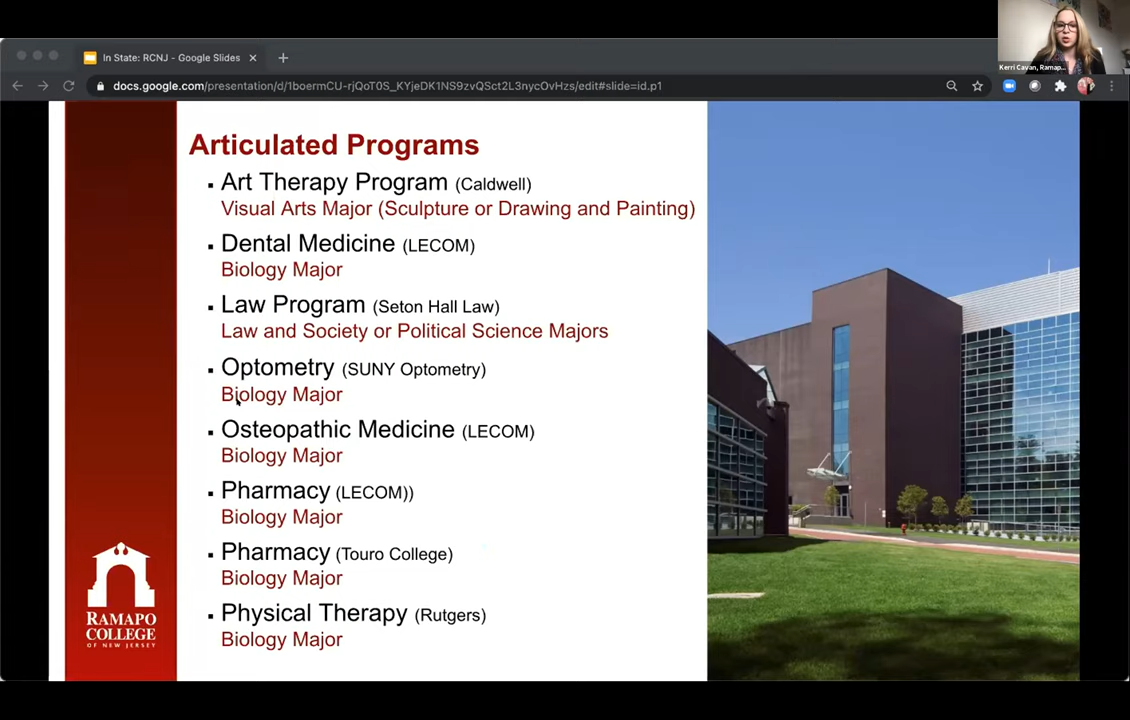 Kerri Cavan, Ramap...
In State: RCNJ - Google Slides
docs.google.com/presentation/d/1boermCU-rjQoT0S_KYjeDK1NS9zvQSct2L3nycOvHzs/edit#slide=id.p1
Articulated Programs
▪ Art Therapy Program (Caldwell)
Visual Arts Major (Sculpture or Drawing and Painting)
▪ Dental Medicine (LECOM)
Biology Major
▪ Law Program (Seton Hall Law)
Law and Society or Political Science Majors
▪ Optometry (SUNY Optometry)
Biology Major
▪ Osteopathic Medicine (LECOM)
Biology Major
▪ Pharmacy (LECOM))
Biology Major
▪ Pharmacy (Touro College)
Biology Major
▪ Physical Therapy (Rutgers)
Biology Major
RAMAPO
COLLEGE
OF NEW JERSEY